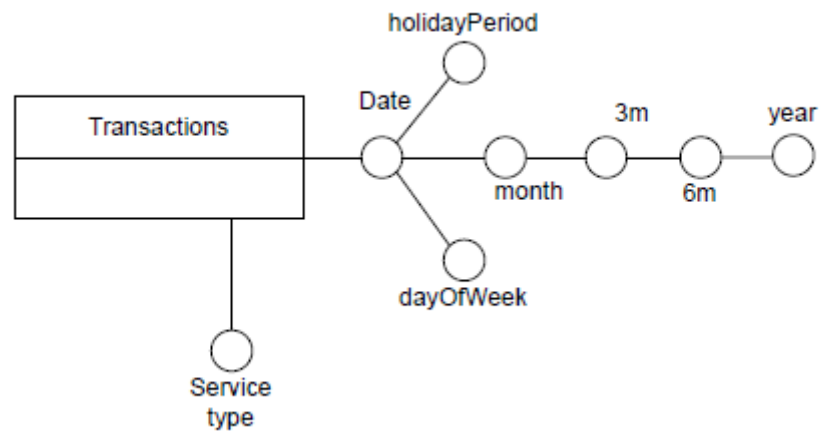 holidayPeriod
Date
Transactions
3m
year
month
6m
dayOfWeek
Service
type